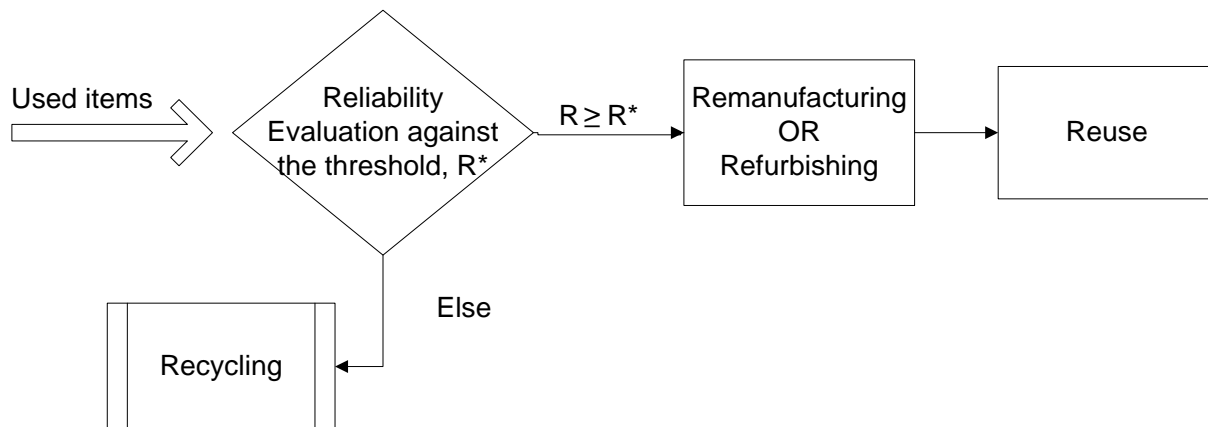 Used items
Reliability
Evaluation against
the threshold, R*
R ≥ R*
Remanufacturing
OR
Refurbishing
Reuse
Else
Recycling